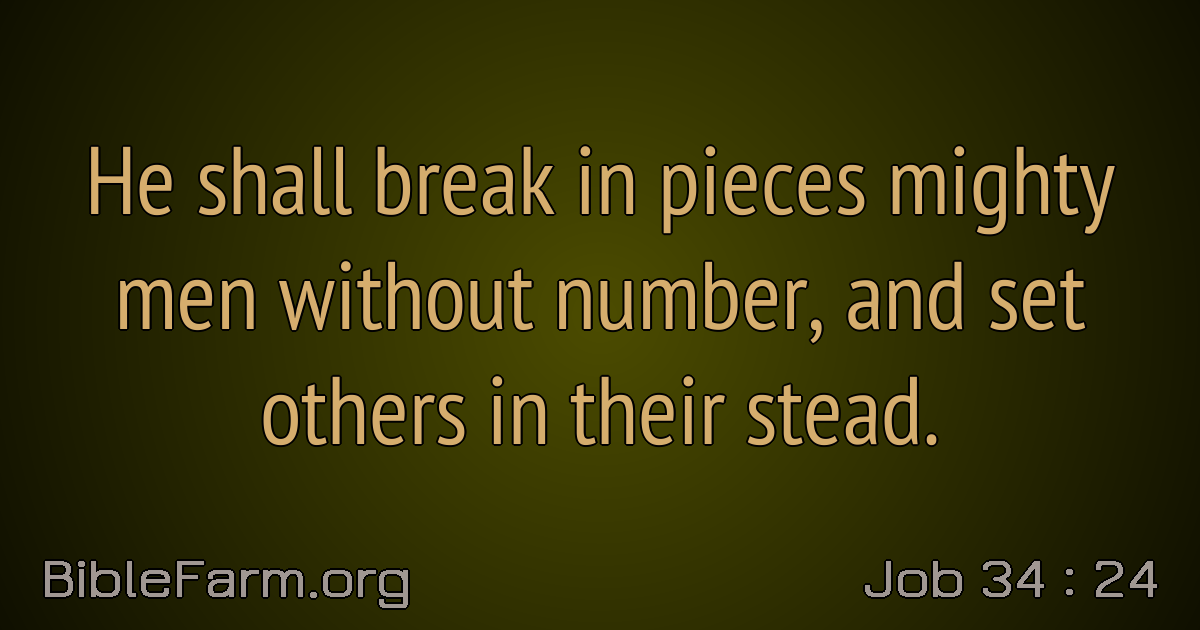 He shall break in pieces mighty
men without number, and set
others in their stead.
BibleFarm.org
Job 34 : 24